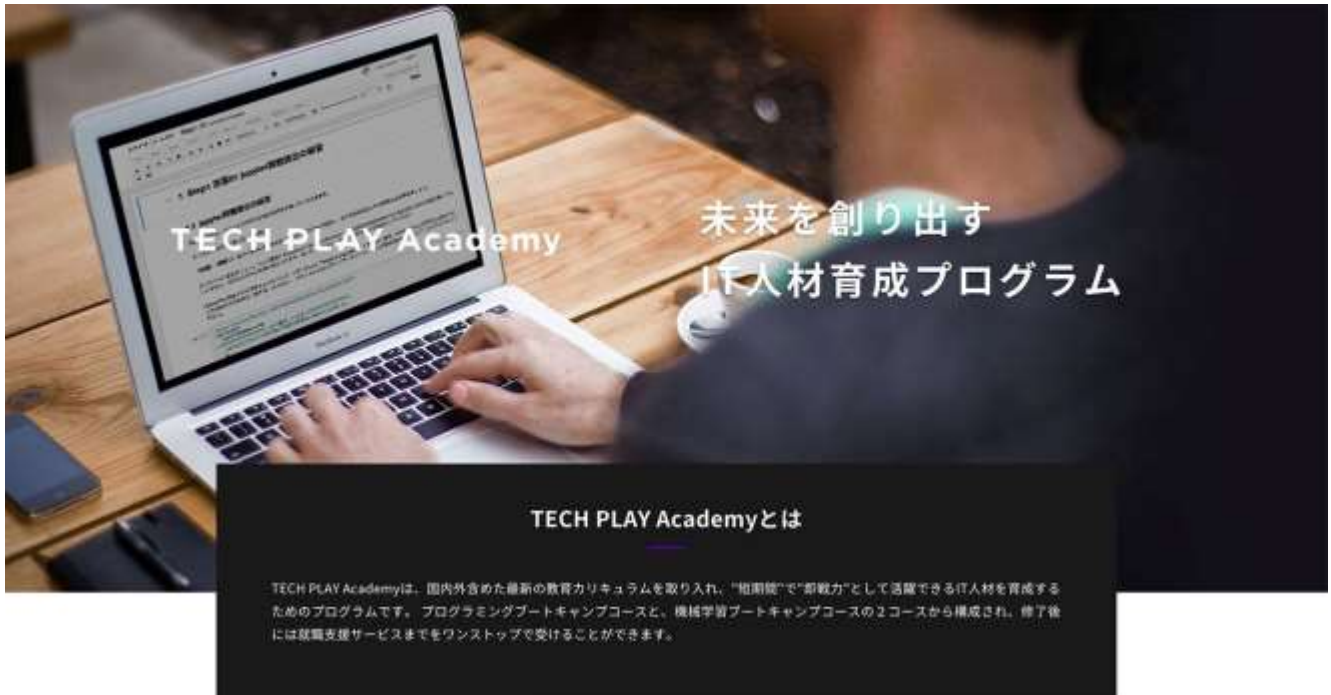 TECH PLAY Academy
未来を創り出す
IT人材育成プログラム
TECH PLAY Academyとは
TECH PLAY Academyは、国内外含めた最新の教育カリキュラムを取り入れ、"短期間"で"即戦力"として活躍できるIT人材を育成する
ためのプログラムです。 プログラミングブートキャンプコースと、機械学習ブートキャンプコースの２コースから構成され、修了後
には就職支援サービスまでをワンストップで受けることができます。